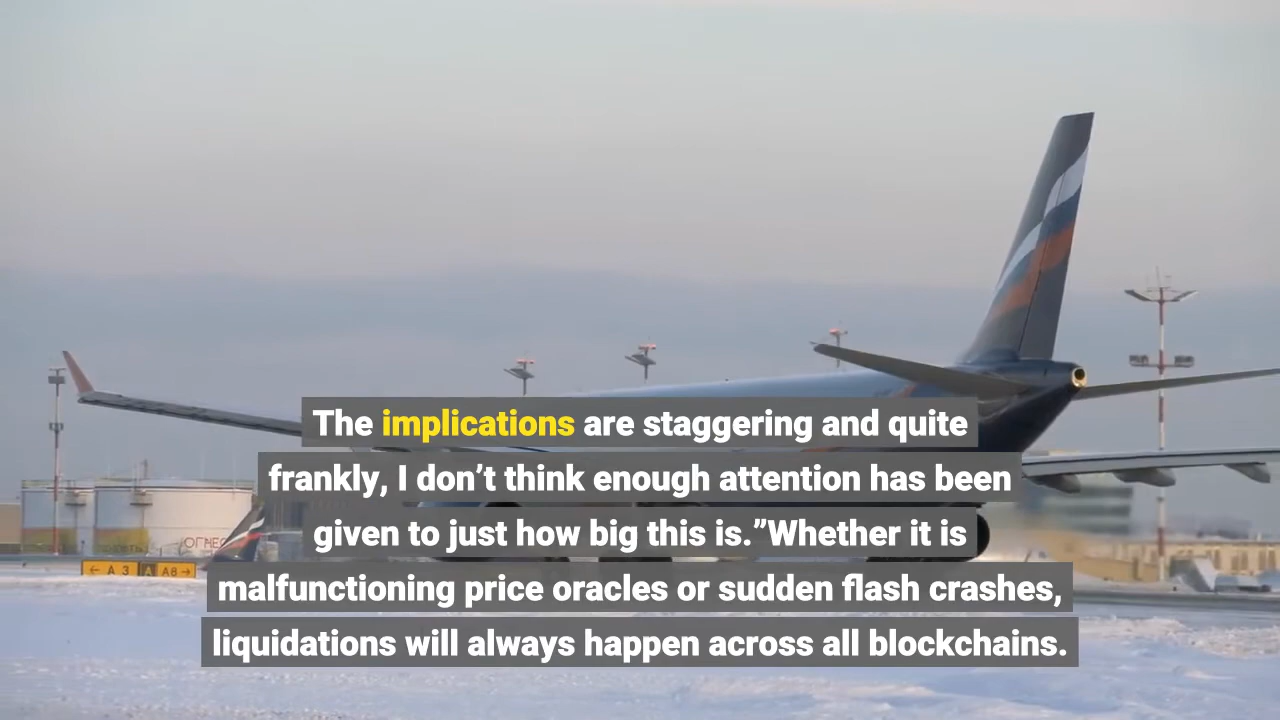 The implications are staggering and quite
frankly, I don’t think enough attention has been
given to just how big this is.”Whether it is
malfunctioning price oracles or sudden flash crashes,
liquidations will always happen across all blockchains.
← A 3 A A6 →